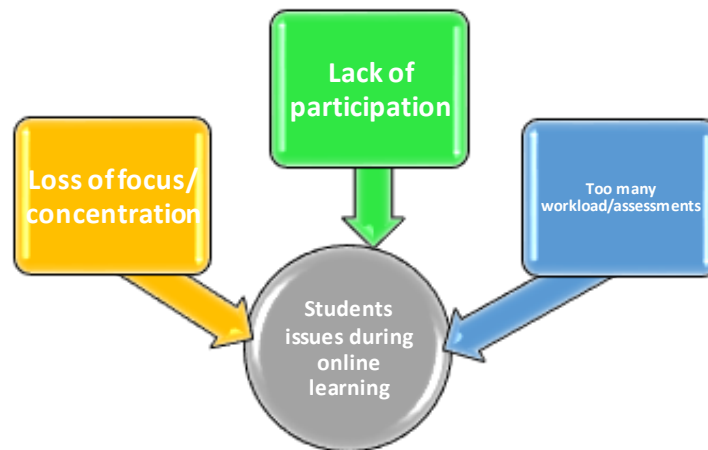 Lack of
participation
Loss of focus/
concentration
Too many
workload/assessments
Students
issues during
online
learning